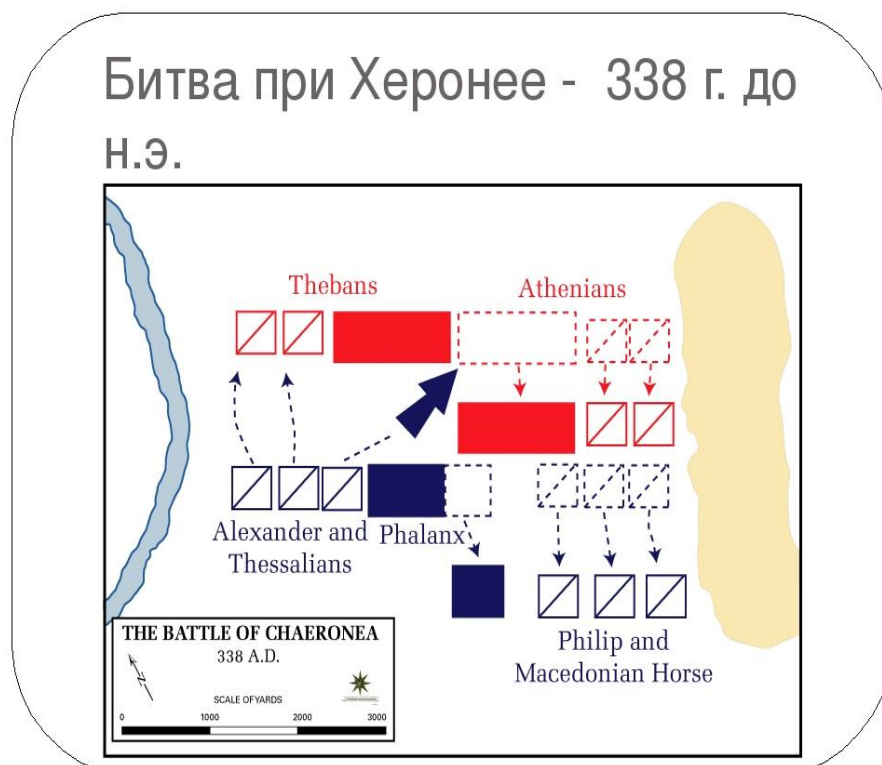 Битва при Херонее - 338 г. до
н.э.
Thebans
Athenians
Alexander and
Thessalians
Phalanx
Philip and
Macedonian Horse
THE BATTLE OF CHAERONEA
338 A.D.
N
SCALE OF YARDS
0 1000 2000 3000